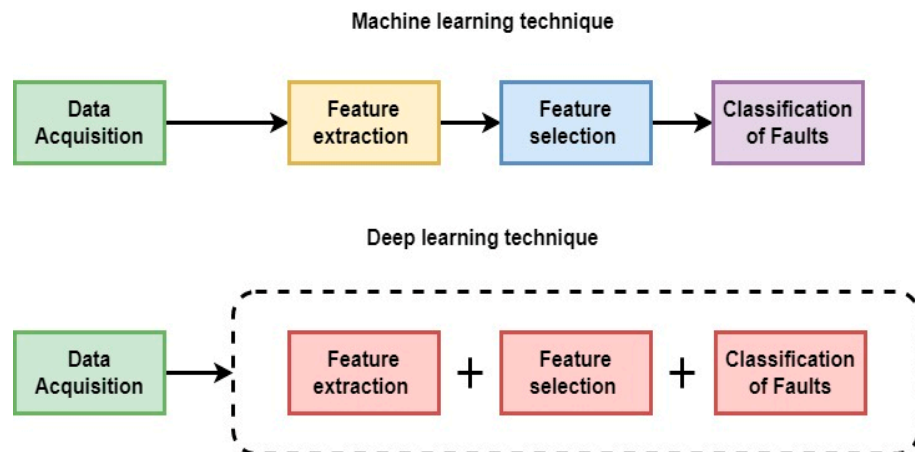 Machine learning technique
Data
Acquisition
Feature
extraction
Feature
selection
Classification
of Faults
Deep learning technique
Data
Acquisition
Feature
extraction
+
Feature
selection
+
Classification
of Faults